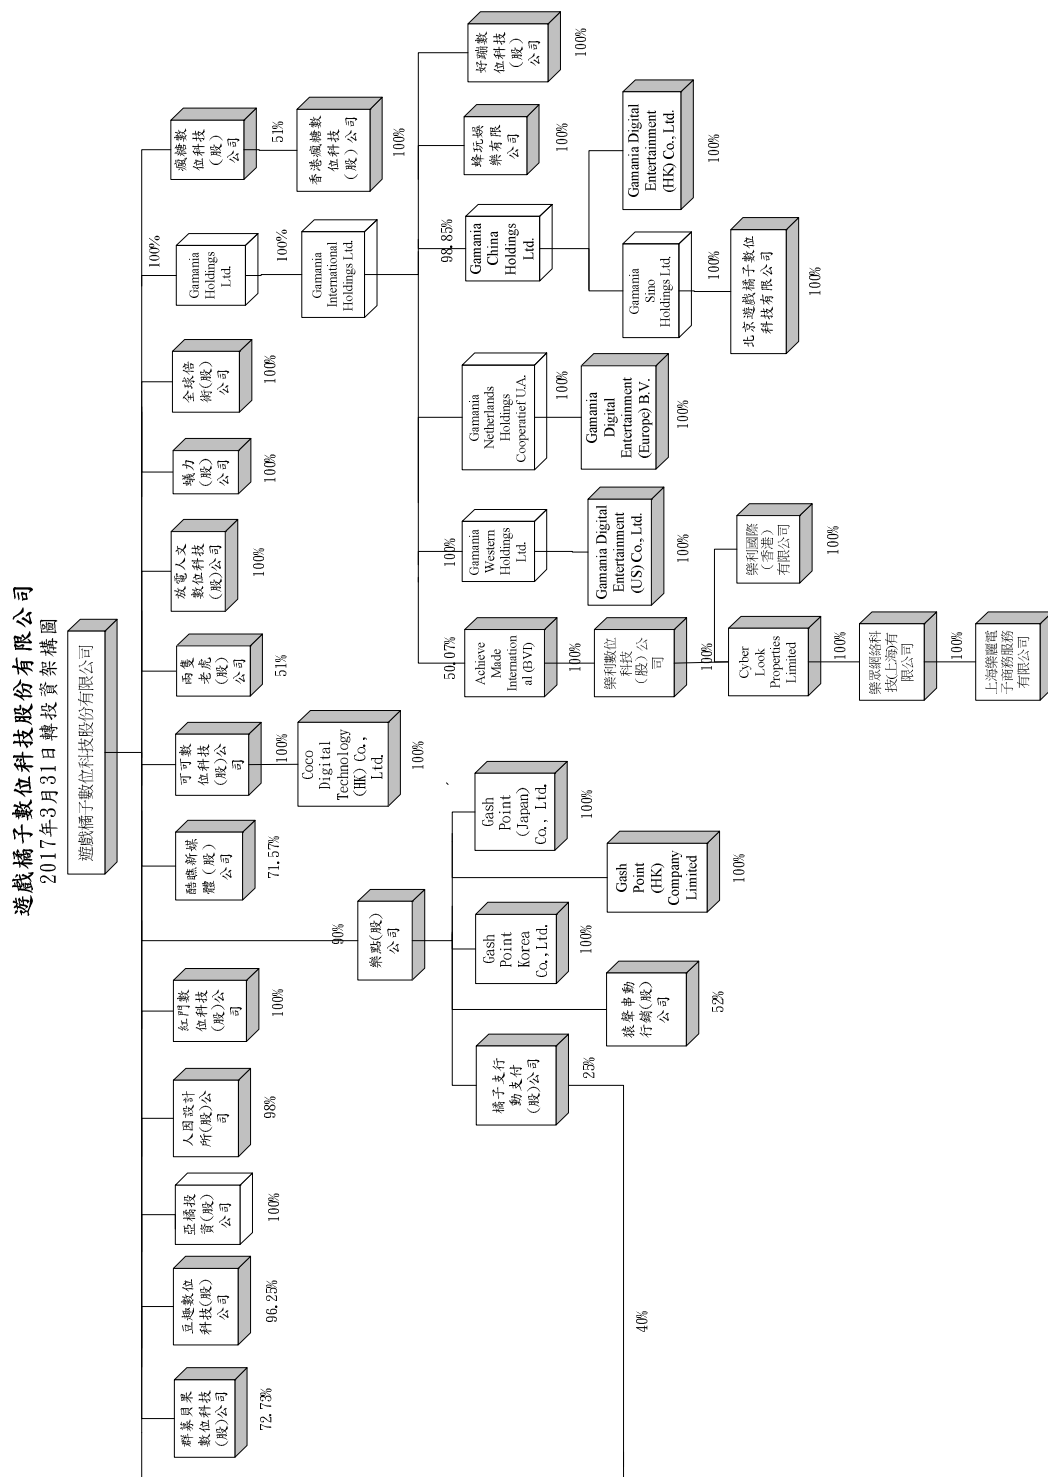 遊戲橘子數位科技股份有限公司
2017年3月31日轉投資架構圖
遊戲橘子數位科技股份有限公司
群募貝果
數位科技
(股)公司
72.73%
豆趣數位
科技(股)
公司
96.25%
亞橘投
資(股)
公司
100%
人因設計
所(股)公
司
98%
紅門數
位科技
(股)公
司
100%
酷瞧新媒
體(股)
公司
71.57%
可可數
位科技
(股)公
司
100%
Coco
Digital
Technology
(HK) Co.,
Ltd.
100%
兩隻
老虎
(股)
公司
51%
放電人文
數位科技
(股)公司
100%
蟻力
(股)
公司
100%
全球倍
術(股)
公司
100%
100%
Gamania
Holdings
Ltd.
100%
Gamania
International
Holdings Ltd.
瘋糖數
位科技
(股)
公司
51%
香港瘋糖數
位科技
(股)公司
100%
90%
樂點(股)
公司
橘子支行
動支付
(股)公司
25%
40%
猿聲串動
行銷(股)
公司
52%
Gash
Point
Korea
Co.,Ltd.
100%
Gash
Point
(HK)
Company
Limited
100%
Gash
Point
(Japan)
Co., Ltd.
100%
50.07%
Achieve
Made
Internation
al (BVI)
100%
樂利數位
科技
(股)公
司
100%
Cyber
Look
Properties
Limited
100%
樂眾網絡科
技(上海)有
限公司
100%
上海樂麗電
子商務服務
有限公司
樂利國際
(香港)
有限公司
100%
100%
Gamania
Western
Holdings
Ltd.
Gamania Digital
Entertainment
(US) Co., Ltd.
100%
Gamania
Netherlands
Holdings
Cooperatief U.A.
100%
Gamania
Digital
Entertainment
(Europe) B.V.
100%
98.85%
Gamania
China
Holdings
Ltd.
Gamania
Sino
Holdings Ltd.
100%
北京遊戲橘子數位
科技有限公司
100%
Gamania Digital
Entertainment
(HK) Co., Ltd.
100%
蜂玩娛
樂有限
公司
100%
好蹦數
位科技
(股)
公司
100%